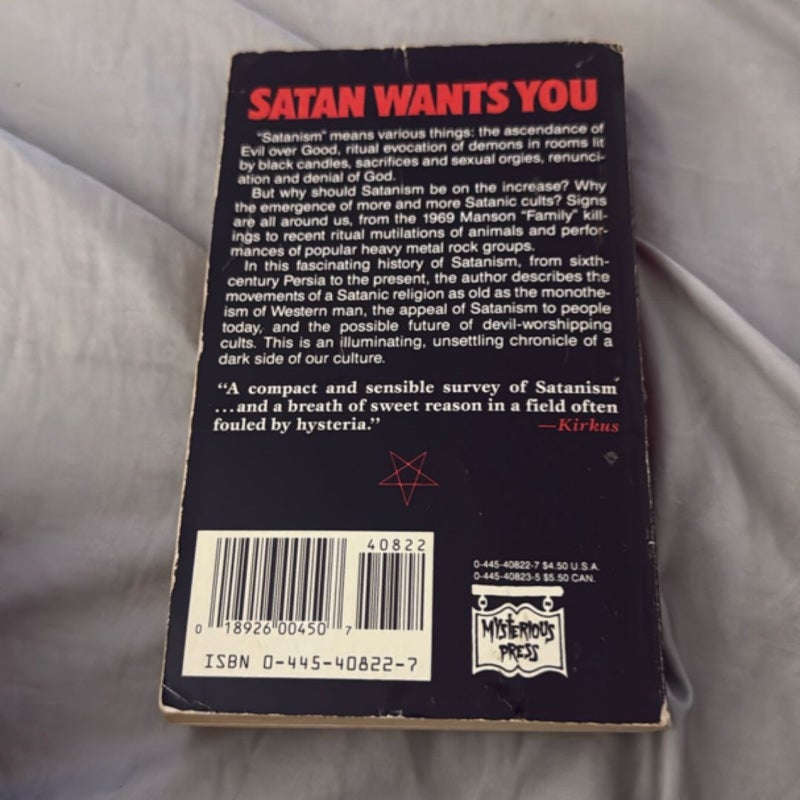 SATAN WANTS YOU
"Satanism" means various things: the ascendance of
Evil over Good, ritual evocation of demons in rooms lit
by black candles, sacrifices and sexual orgies, renunci-
ation and denial of God.
But why should Satanism be on the increase? Why
the emergence of more and more Satanic cults? Signs
are all around us, from the 1969 Manson "Family" kill-
ings to recent ritual mutilations of animals and perfor-
mances of popular heavy metal rock groups.
In this fascinating history of Satanism, from sixth-
century Persia to the present, the author describes the
movements of a Satanic religion as old as the monothe-
ism of Western man, the appeal of Satanism to people
today, and the possible future of devil-worshipping
cults. This is an illuminating, unsettling chronicle of a
dark side of our culture.
"A compact and sensible survey of Satanism
...and a breath of sweet reason in a field often
fouled by hysteria." —Kirkus
40822
0 18926 00450 7
ISBN 0-445-40822-7
0-445-40822-7 $4.50 U.S.A.
0-445-40823-5 $5.50 CAN.
MYSTERIOUS
PRESS